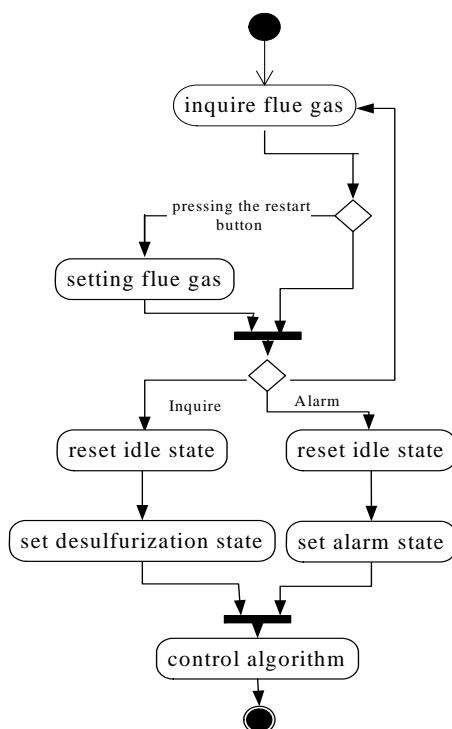 inquire flue gas
pressing the restart
button
setting flue gas
Inquire
Alarm
reset idle state
reset idle state
set desulfurization state
set alarm state
control algorithm